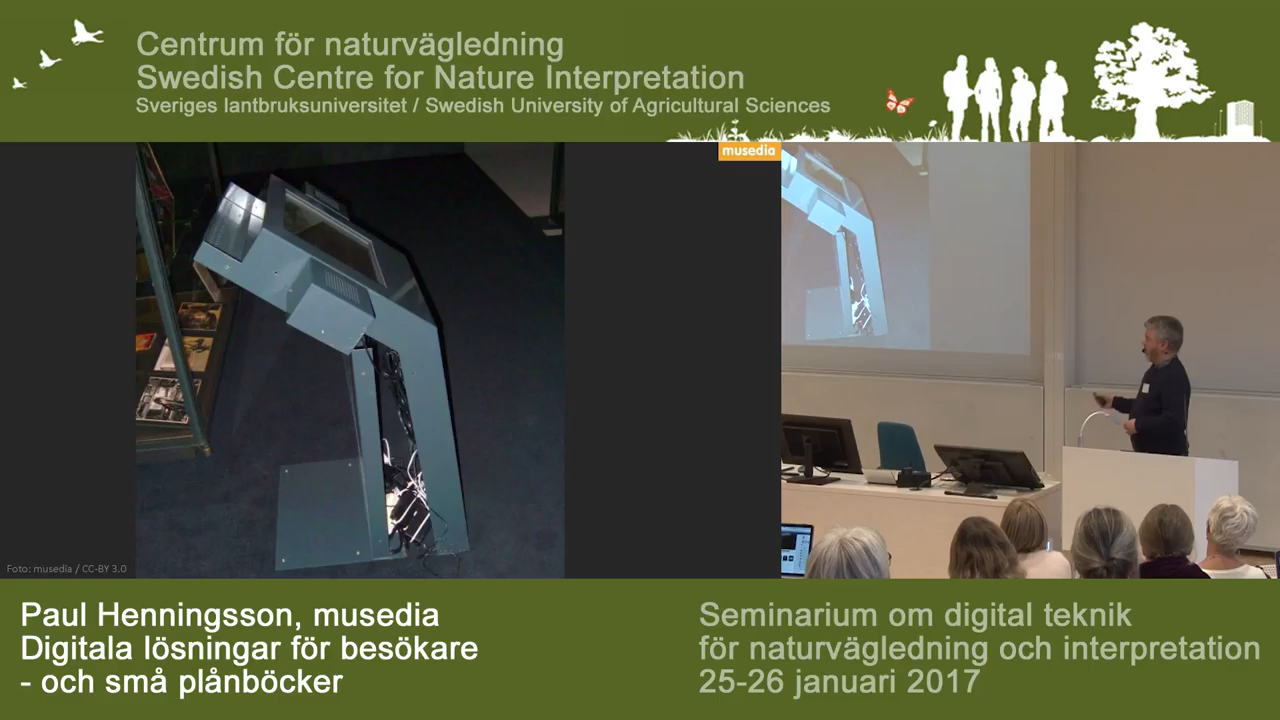 Centrum för naturvägledning
Swedish Centre for Nature Interpretation
Sveriges lantbruksuniversitet / Swedish University of Agricultural Sciences
musedia
Foto: musedia / CC-BY 3.0
Paul Henningsson, musedia
Digitala lösningar för besökare
- och små plånböcker
Seminarium om digital teknik
för naturvägledning och interpretation
25-26 januari 2017